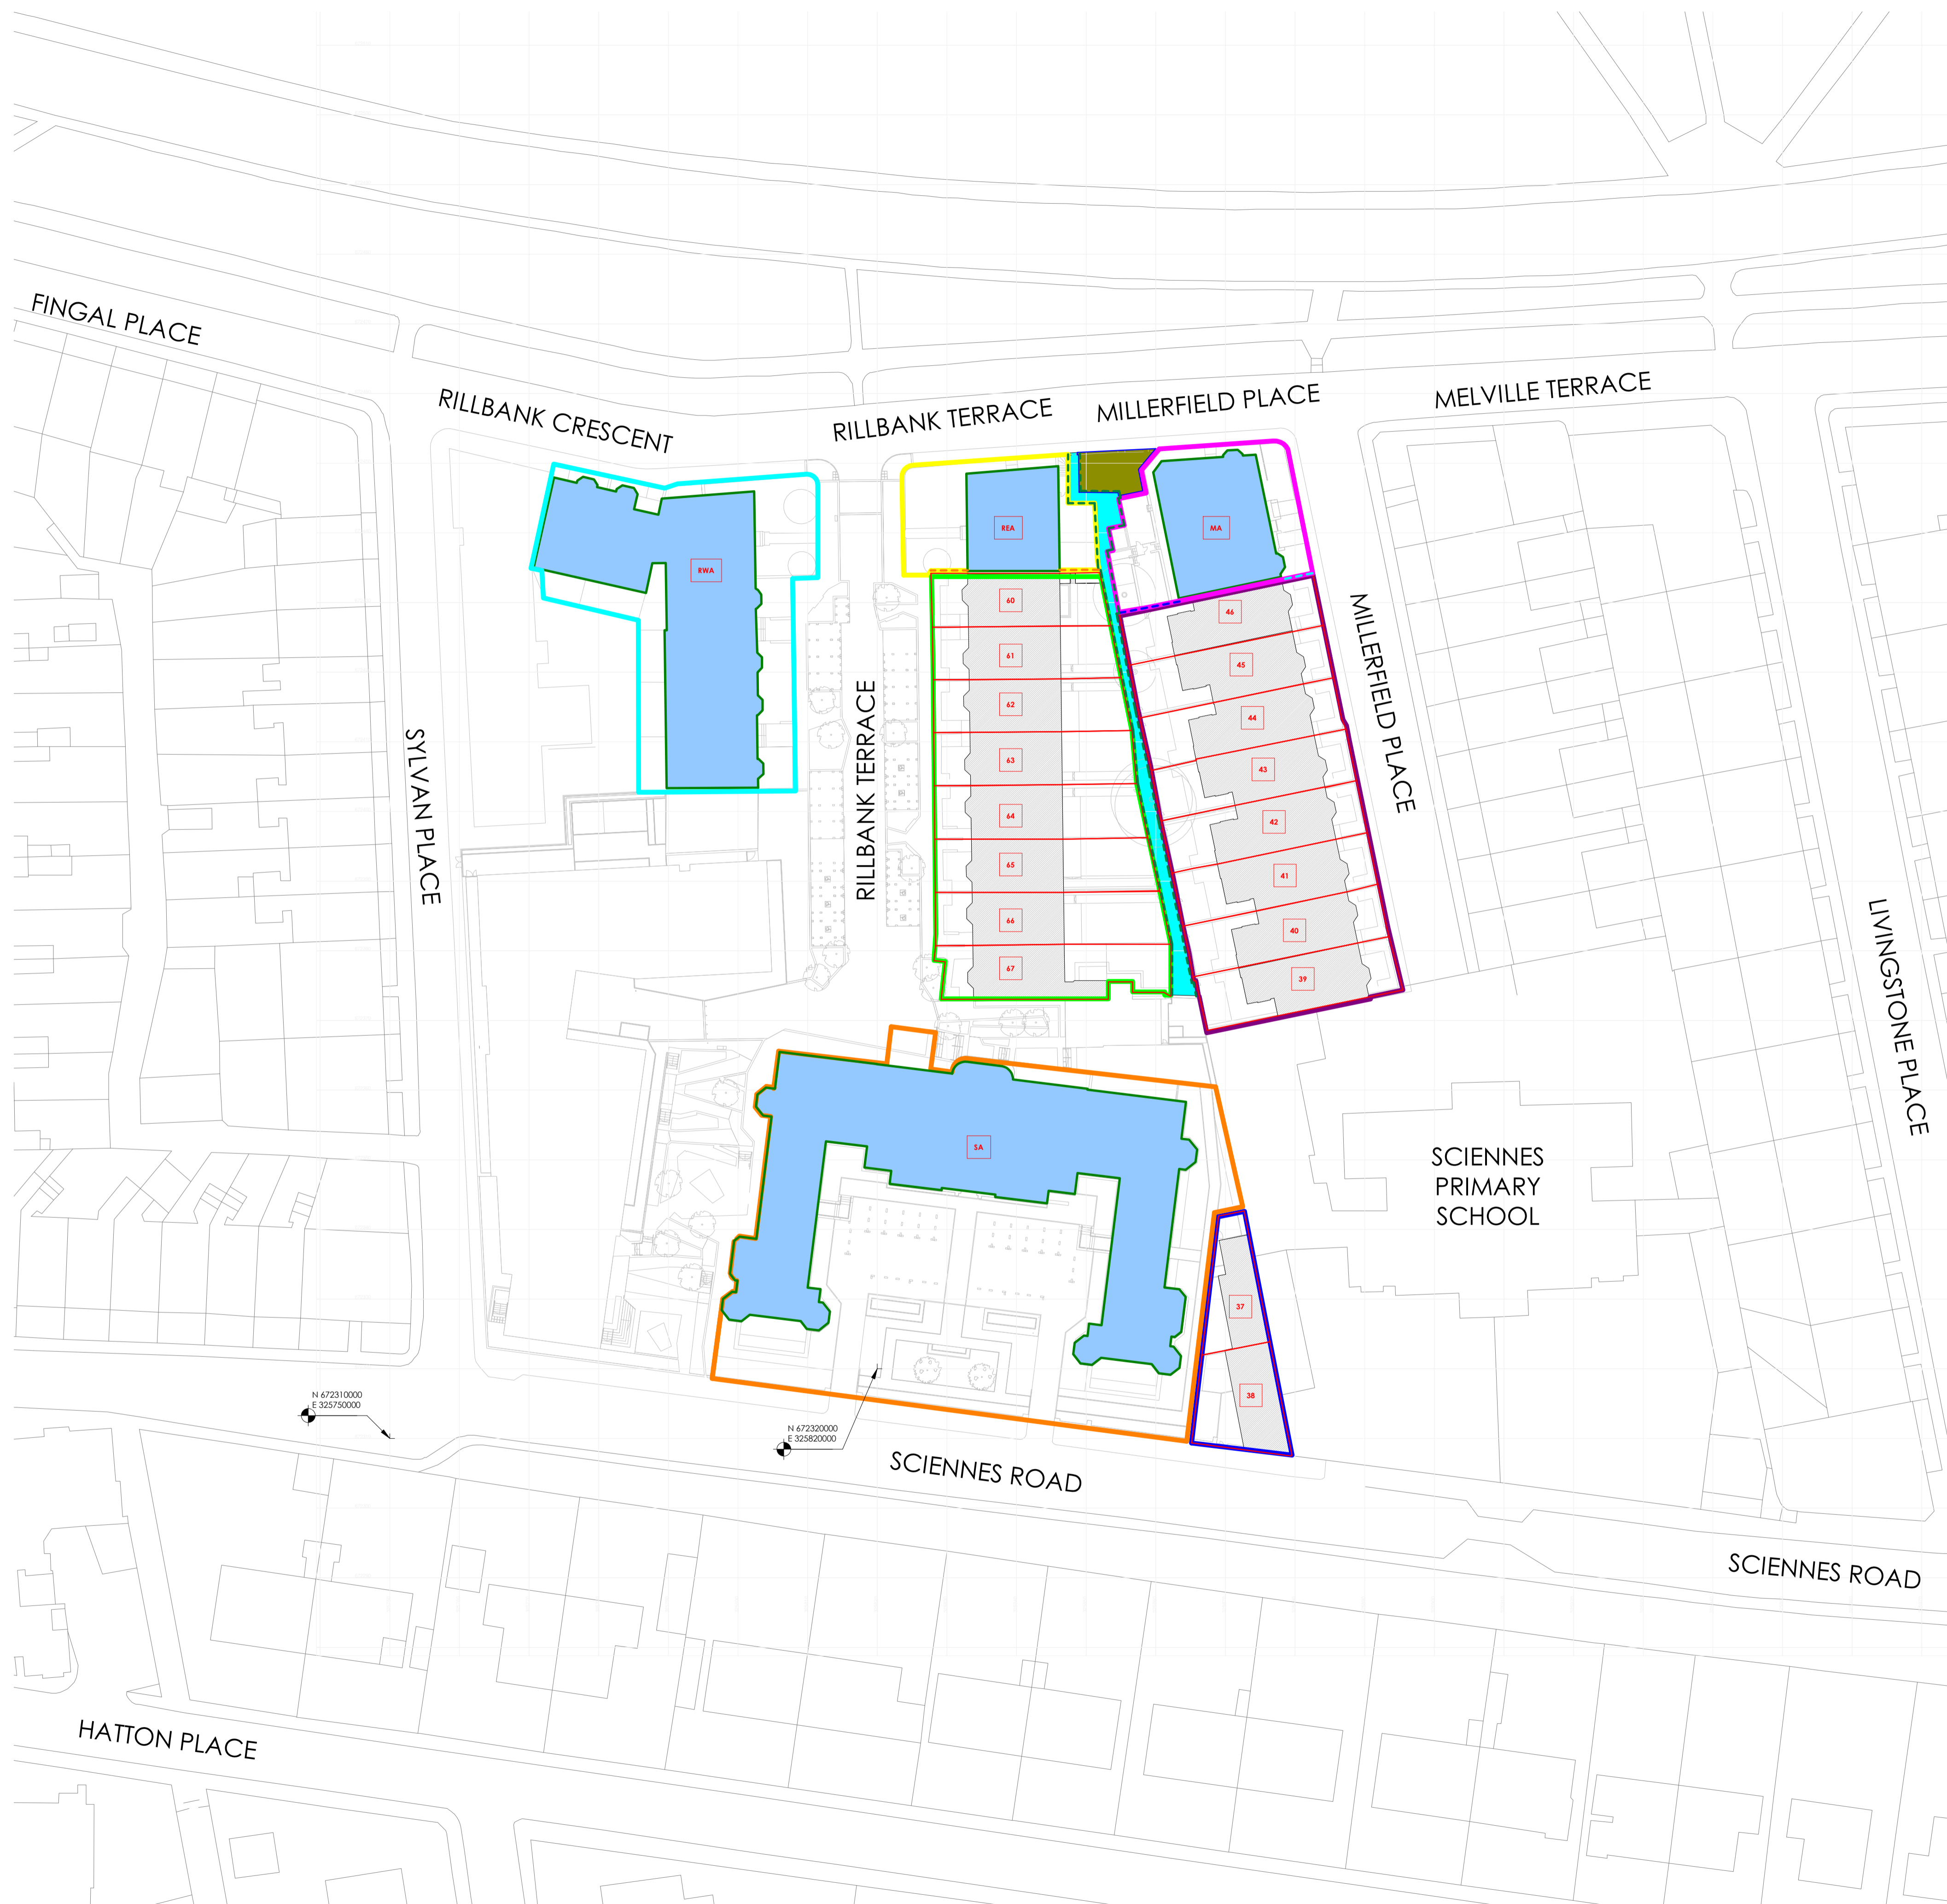 FINGAL PLACE
RILLBANK CRESCENT
RILLBANK TERRACE
MILLERFIELD PLACE
MELVILLE TERRACE
REA
MA
RWA
60
46
61
45
62
44
63
43
64
42
65
41
66
40
67
39
SYLVAN PLACE
RILLBANK TERRACE
MILLERFIELD PLACE
LIVINGSTONE PLACE
SA
SCIENNES
PRIMARY
SCHOOL
37
38
N 672310000
E 325750000
N 672320000
E 325820000
SCIENNES ROAD
SCIENNES ROAD
HATTON PLACE